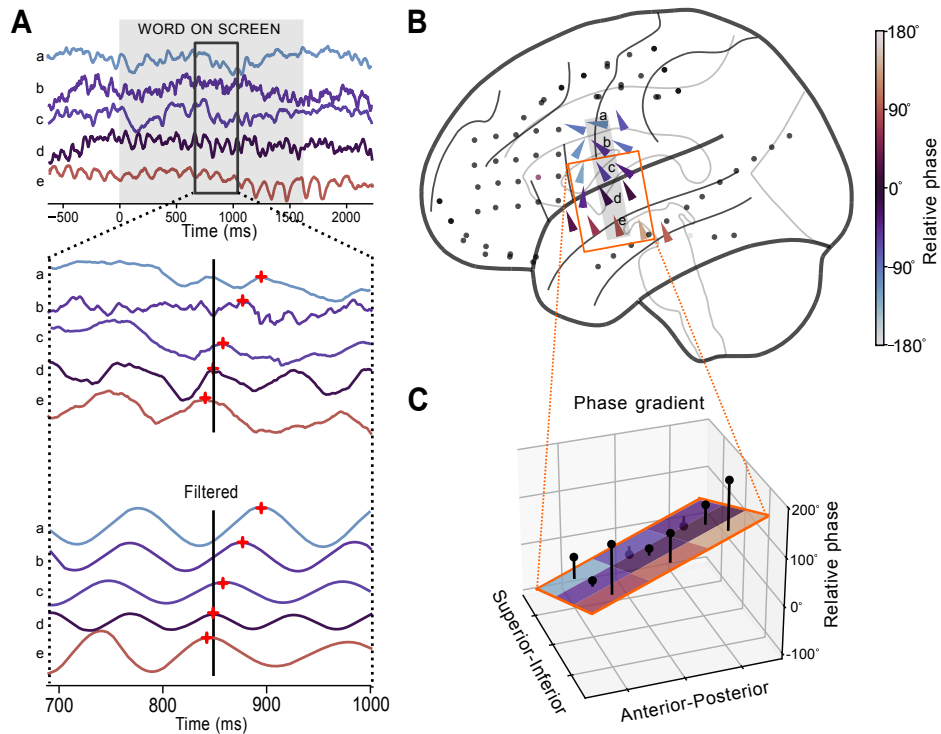 A
WORD ON SCREEN
a
b
c
d
e
−500
0
500
1000
1500
2000
Time (ms)
a
b
c
d
e
Filtered
a
b
c
d
e
700
800
900
1000
Time (ms)
B
a
b
c
d
e
180°
90°
0°
−90°
−180°
Relative phase
C
Phase gradient
200°
100°
0°
-100°
Relative phase
Superior-Inferior
Anterior-Posterior